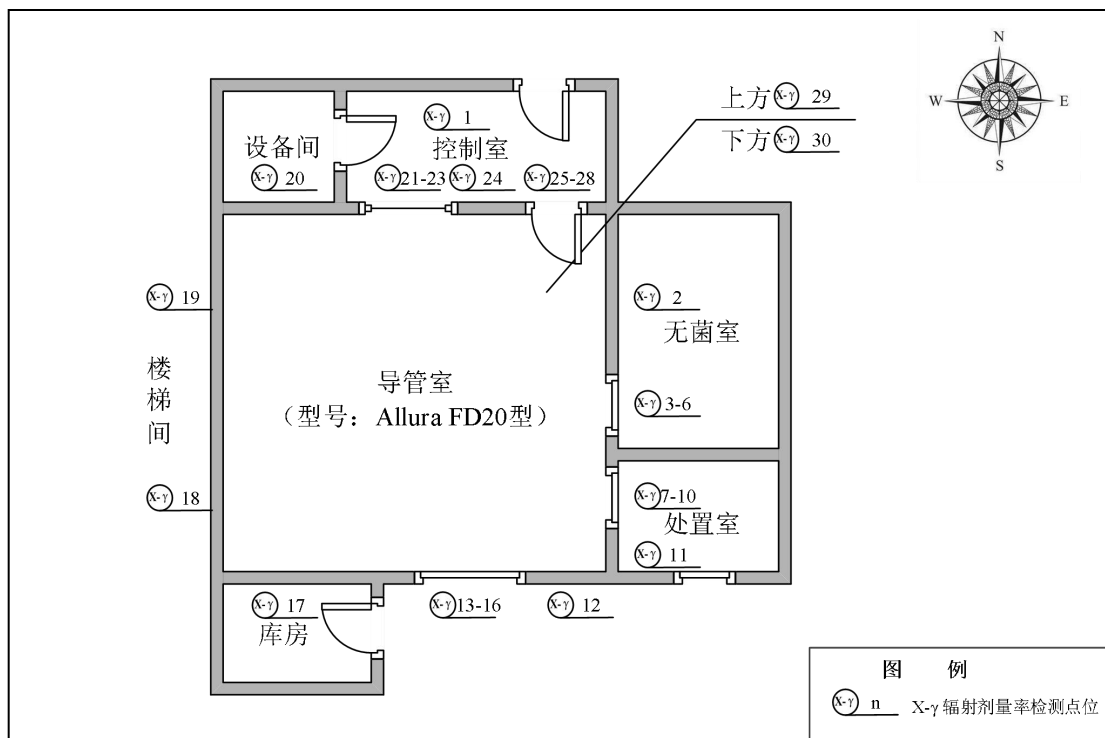 N
W
E
S
上方 X-γ 29
下方 X-γ 30
X-γ 1
控制室
设备间
X-γ 20
X-γ 21-23
X-γ 24
X-γ 25-28
X-γ 19
X-γ 2
无菌室
楼梯间
导管室
（型号：Allura FD20型）
X-γ 3-6
X-γ 18
X-γ 7-10
处置室
X-γ 11
X-γ 17
库房
X-γ 13-16
X-γ 12
图 例
X-γ n X-γ辐射剂量率检测点位